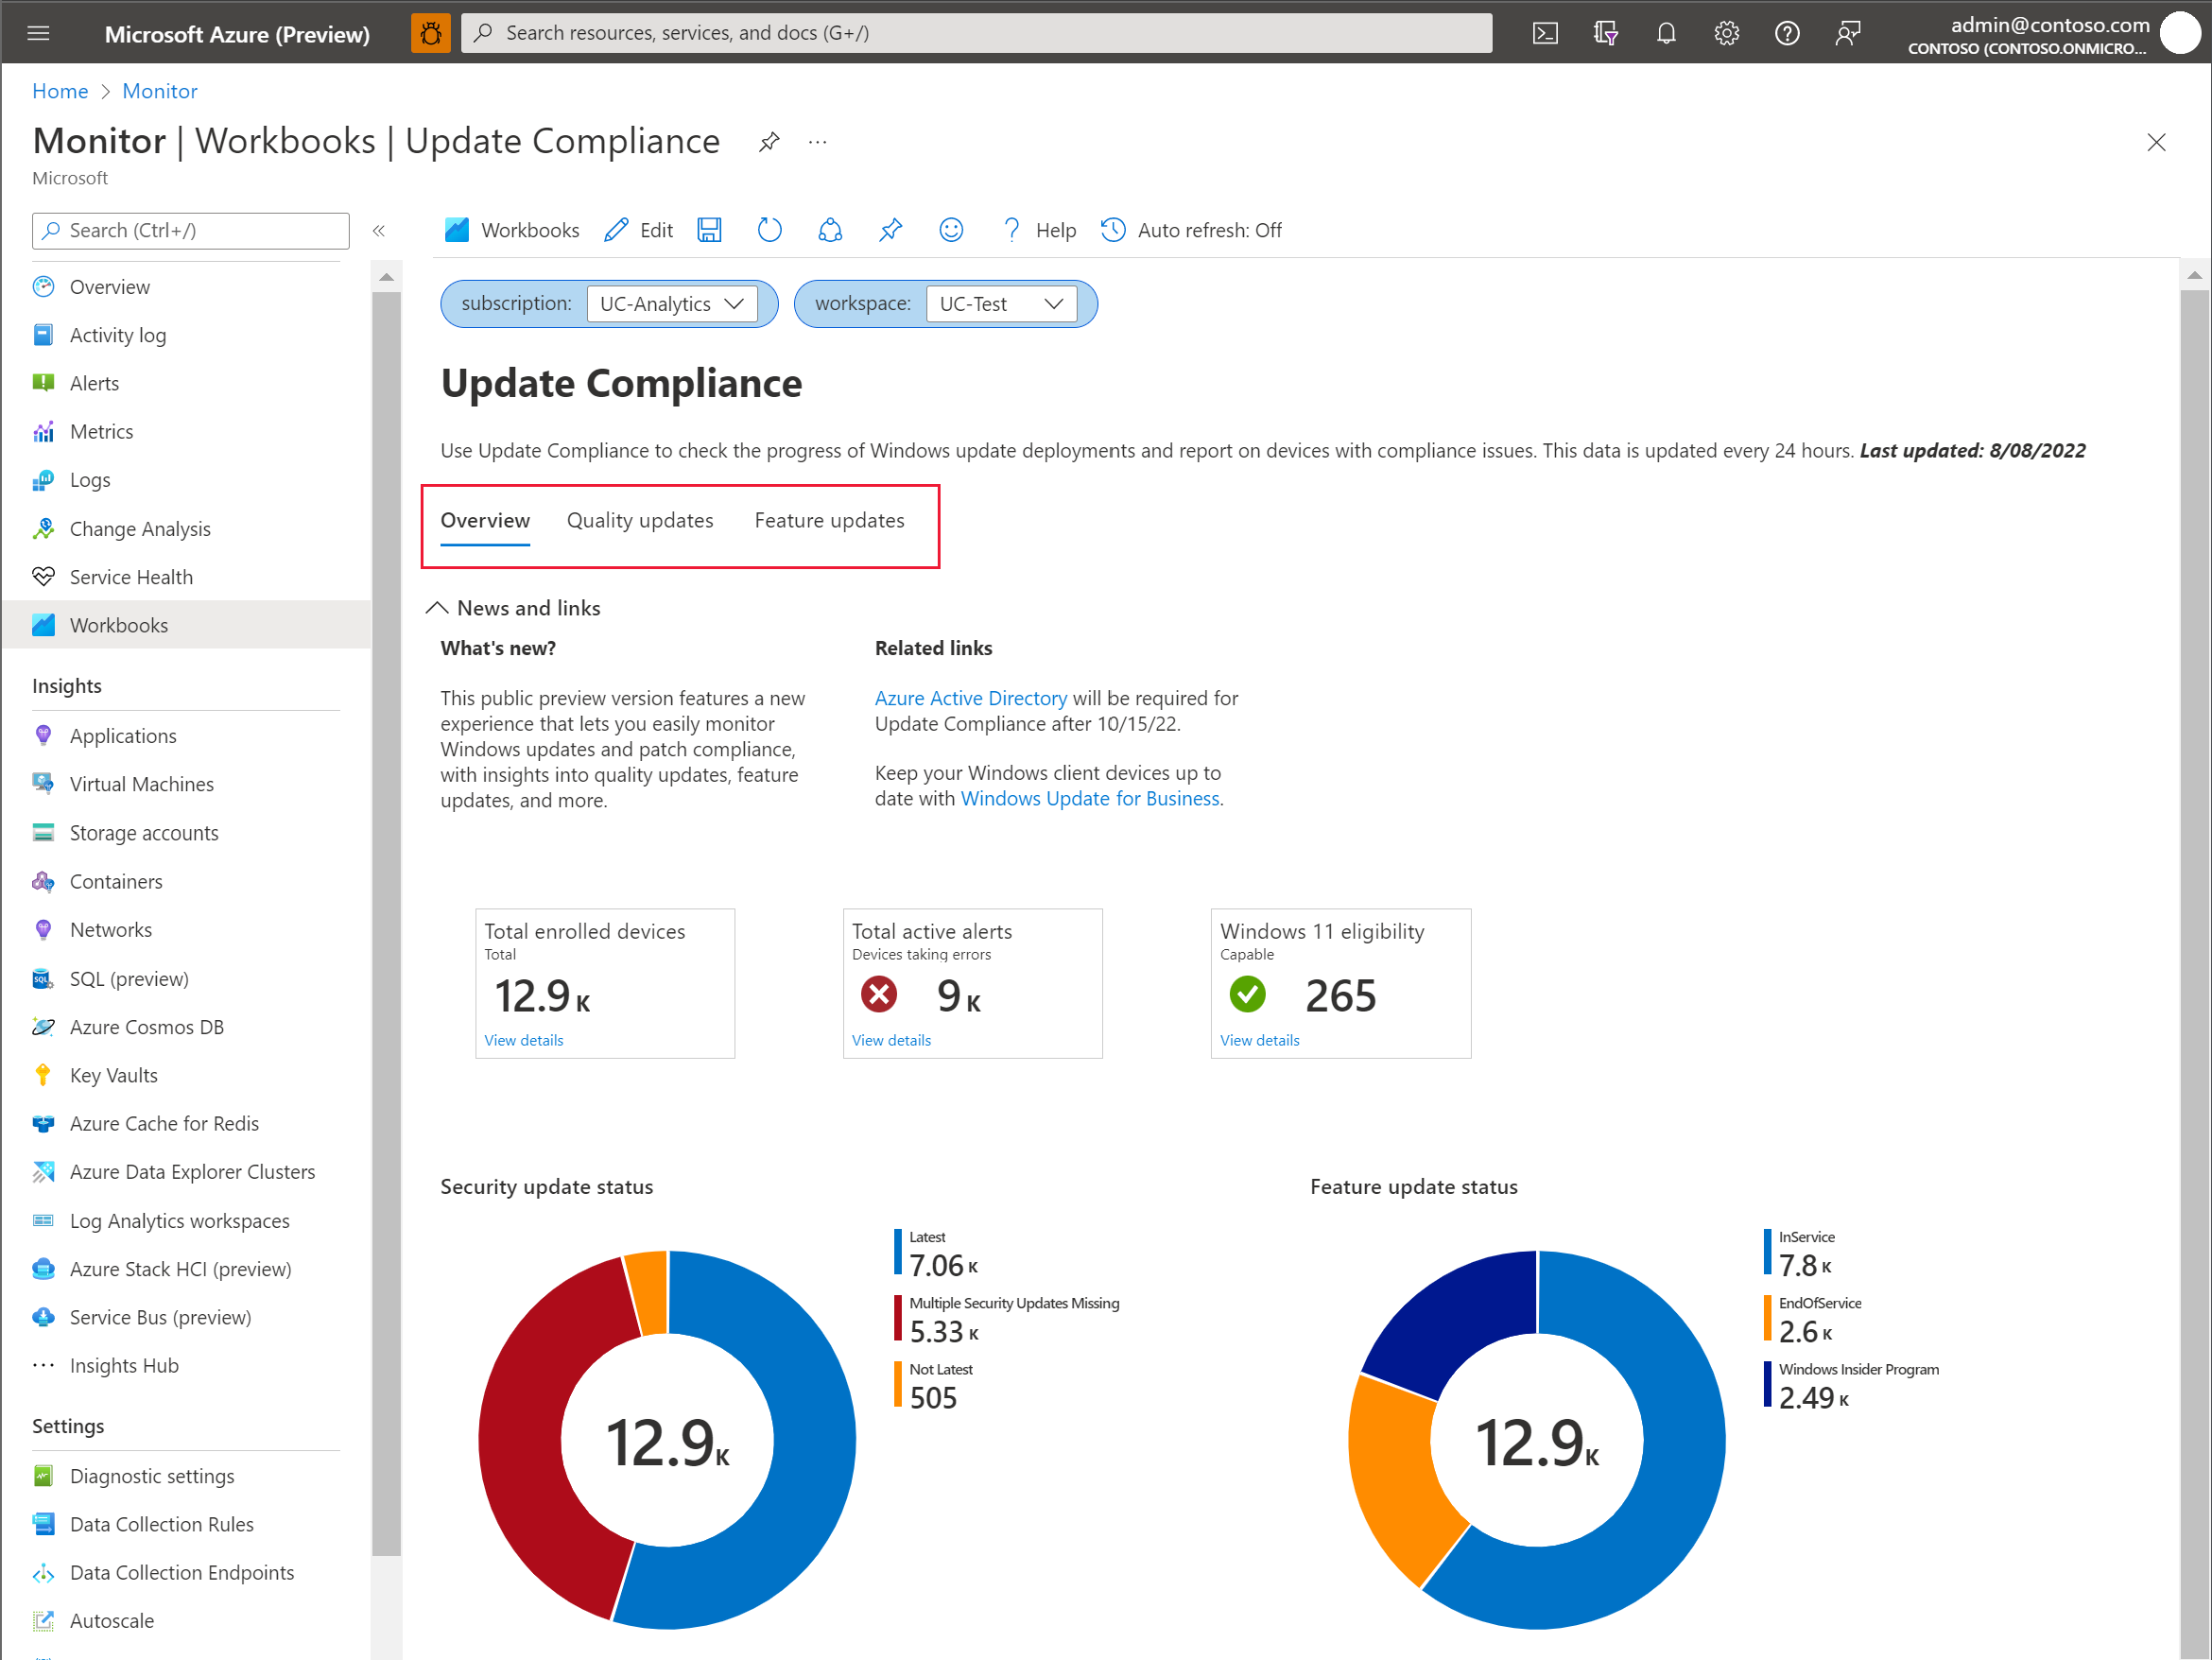 Microsoft Azure (Preview)
Search resources, services, and docs (G+/)
admin@contoso.com
CONTOSO (CONTOSO.ONMICRO...
Home > Monitor
Monitor | Workbooks | Update Compliance
Microsoft
Search (Ctrl+/)
Overview
Activity log
Alerts
Metrics
Logs
Change Analysis
Service Health
Workbooks
Insights
Applications
Virtual Machines
Storage accounts
Containers
Networks
SQL (preview)
Azure Cosmos DB
Key Vaults
Azure Cache for Redis
Azure Data Explorer Clusters
Log Analytics workspaces
Azure Stack HCI (preview)
Service Bus (preview)
Insights Hub
Settings
Diagnostic settings
Data Collection Rules
Data Collection Endpoints
Autoscale
Workbooks Edit Help Auto refresh: Off
subscription: UC-Analytics workspace: UC-Test
Update Compliance
Use Update Compliance to check the progress of Windows update deployments and report on devices with compliance issues. This data is updated every 24 hours. Last updated: 8/08/2022
Overview Quality updates Feature updates
News and links
What's new?
This public preview version features a new
experience that lets you easily monitor
Windows updates and patch compliance,
with insights into quality updates, feature
updates, and more.
Related links
Azure Active Directory will be required for
Update Compliance after 10/15/22.
Keep your Windows client devices up to
date with Windows Update for Business.
Total enrolled devices
Total
12.9 K
View details
Total active alerts
Devices taking errors
9 K
View details
Windows 11 eligibility
Capable
265
View details
Security update status
12.9K
Latest
7.06 K
Multiple Security Updates Missing
5.33 K
Not Latest
505
Feature update status
12.9K
InService
7.8 K
EndOfService
2.6 K
Windows Insider Program
2.49 K